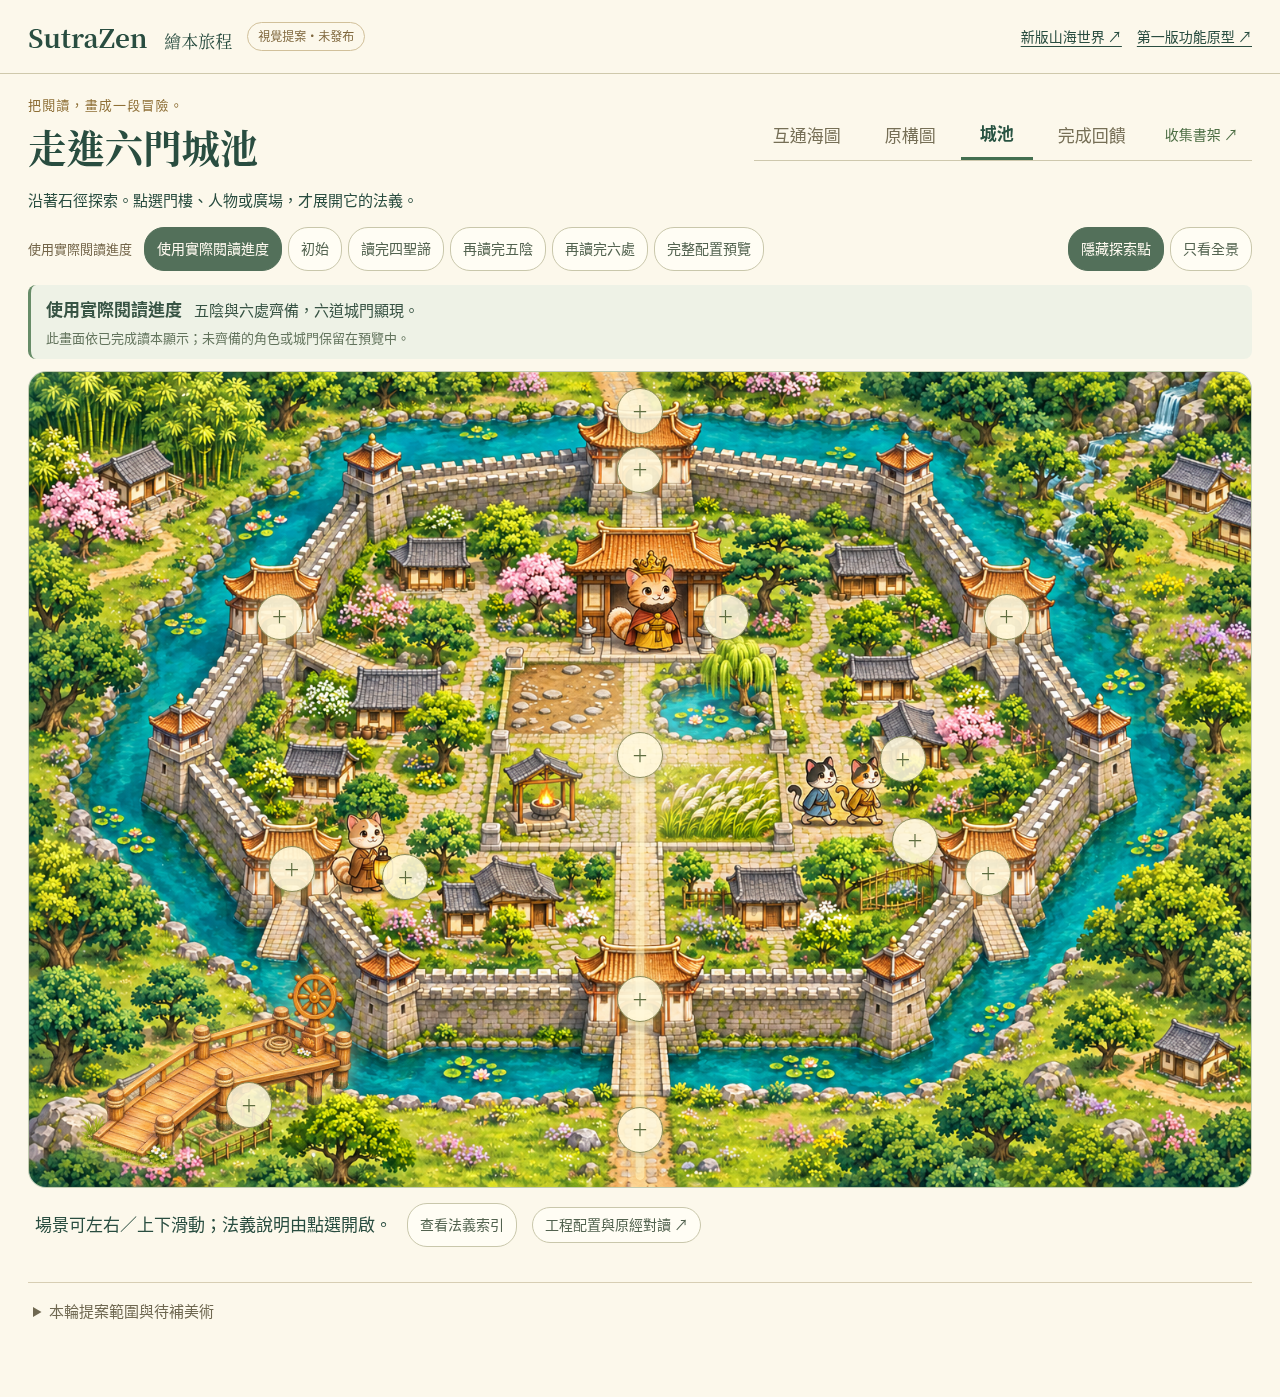 SutraZen 繪本旅程 視覺提案・未發布 新版山海世界 ↗ 第一版功能原型 ↗
把閱讀，畫成一段冒險。
走進六門城池
互通海圖 原構圖 城池 完成回饋 收集書架 ↗
沿著石徑探索。點選門樓、人物或廣場，才展開它的法義。
使用實際閱讀進度 使用實際閱讀進度 初始 讀完四聖諦 再讀完五陰 再讀完六處 完整配置預覽 隱藏探索點 只看全景
使用實際閱讀進度 五陰與六處齊備，六道城門顯現。
此畫面依已完成讀本顯示；未齊備的角色或城門保留在預覽中。
場景可左右／上下滑動；法義說明由點選開啟。 查看法義索引 工程配置與原經對讀 ↗
▶ 本輪提案範圍與待補美術